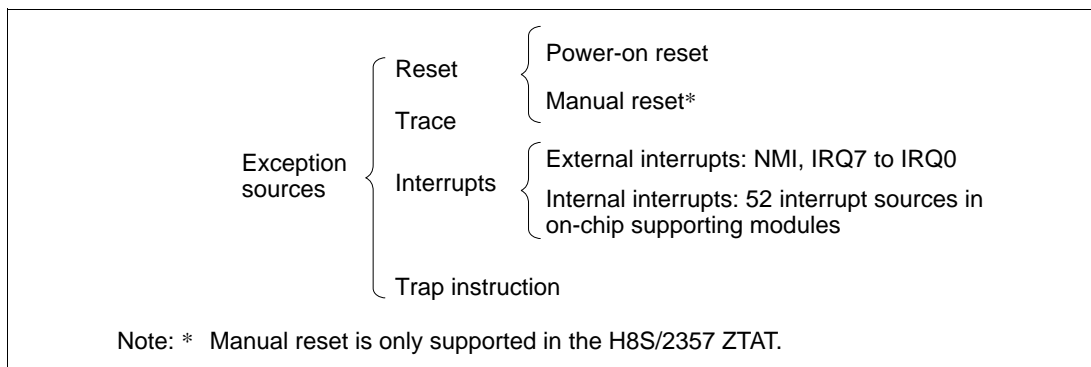 Exception
sources
Reset
Power-on reset
Manual reset*
Trace
Interrupts
External interrupts: NMI, IRQ7 to IRQ0
Internal interrupts: 52 interrupt sources in
on-chip supporting modules
Trap instruction
Note: * Manual reset is only supported in the H8S/2357 ZTAT.